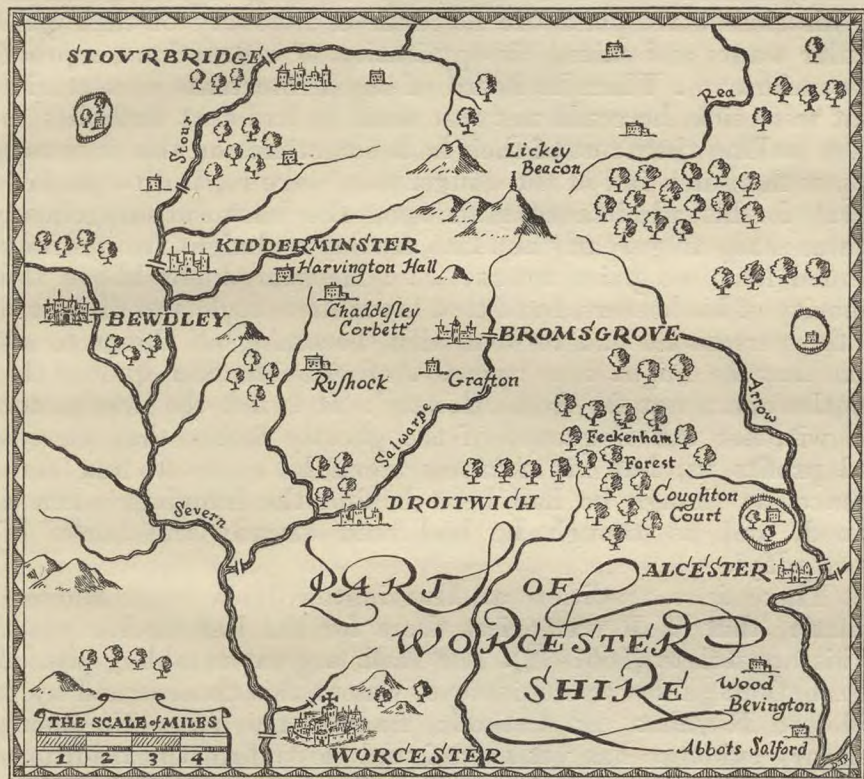 STOVRBRIDGE
Stour
Rea
Lickey
Beacon
KIDDERMINSTER
Harvington Hall
BEWDLEY
Chaddesley
Corbett
BROMSGROVE
Rushock
Grafton
Arrow
Salwarpe
Feckenham
Forest
Coughton
Court
Severn
DROITWICH
ALCESTER
PART OF
WORCESTER
SHIRE
Wood
Bevington
THE SCALE of MILES
1 2 3 4
WORCESTER
Abbots Salford